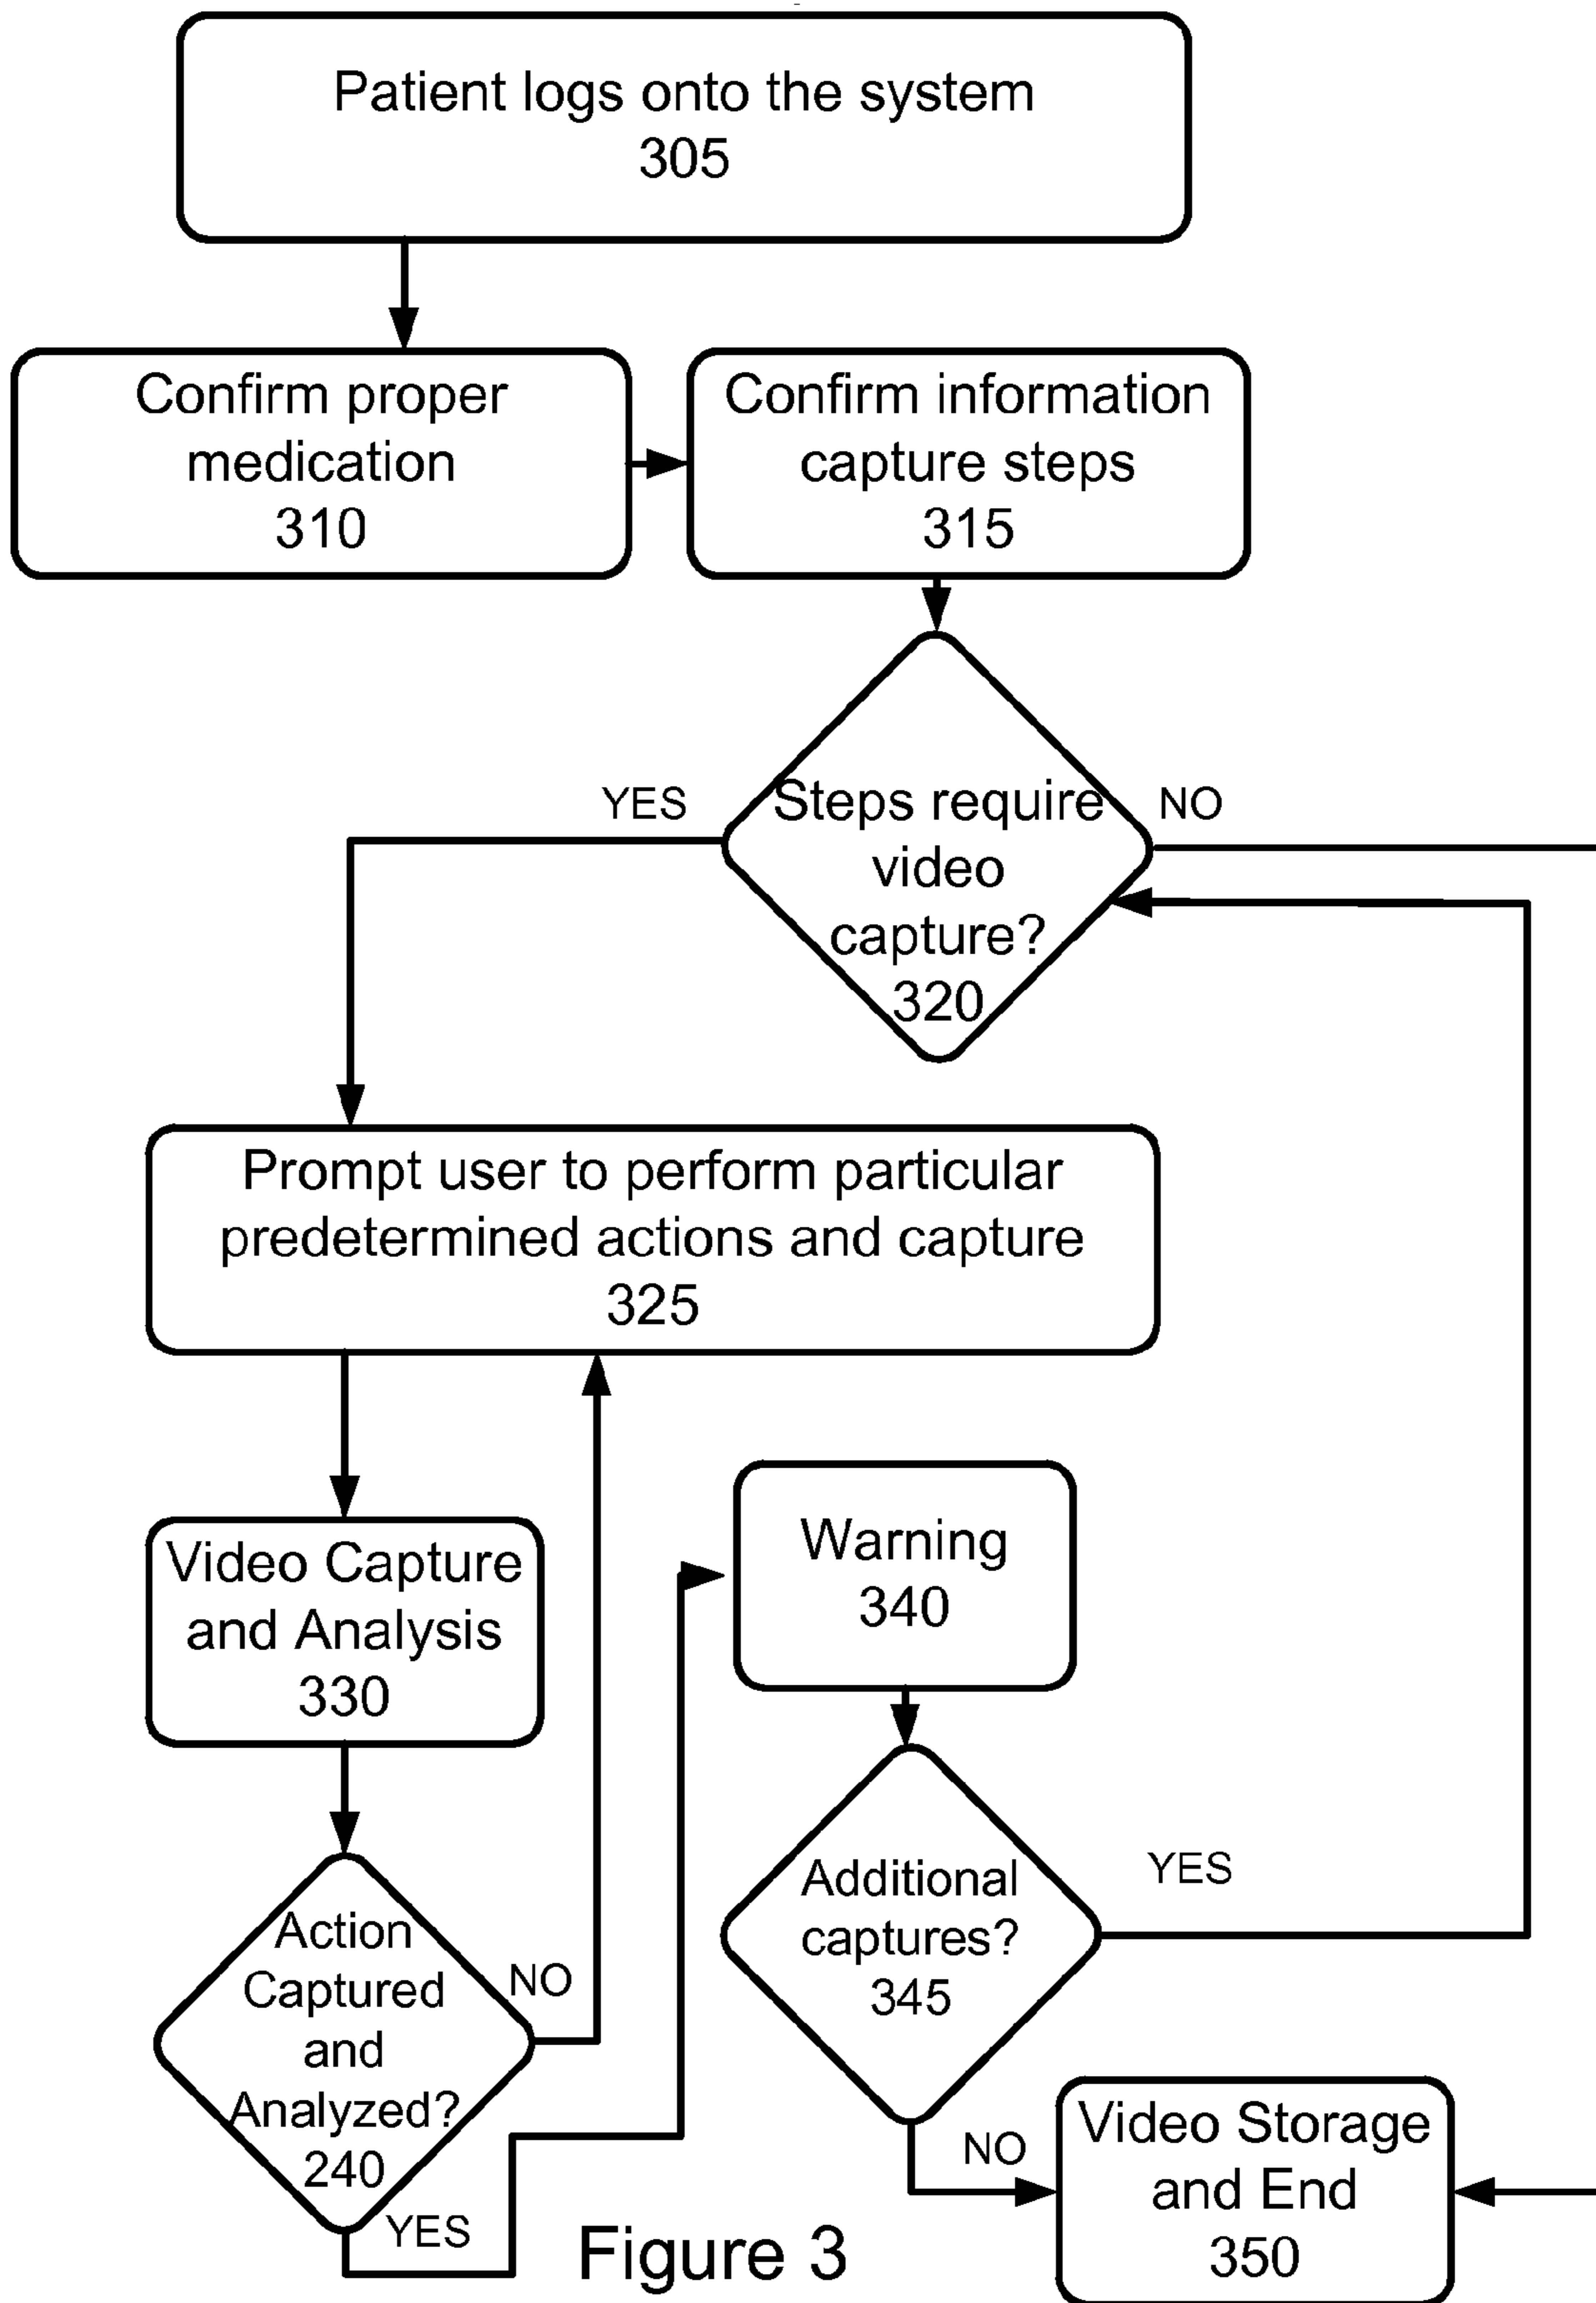 Patient logs onto the system
305
Confirm proper
medication
310
Confirm information
capture steps
315
YES
Steps require
video
capture?
320
NO
Prompt user to perform particular
predetermined actions and capture
325
Video Capture
and Analysis
330
Warning
340
Action
Captured
and
Analyzed?
240
NO
YES
Additional
captures?
345
YES
NO
Video Storage
and End
350
Figure 3